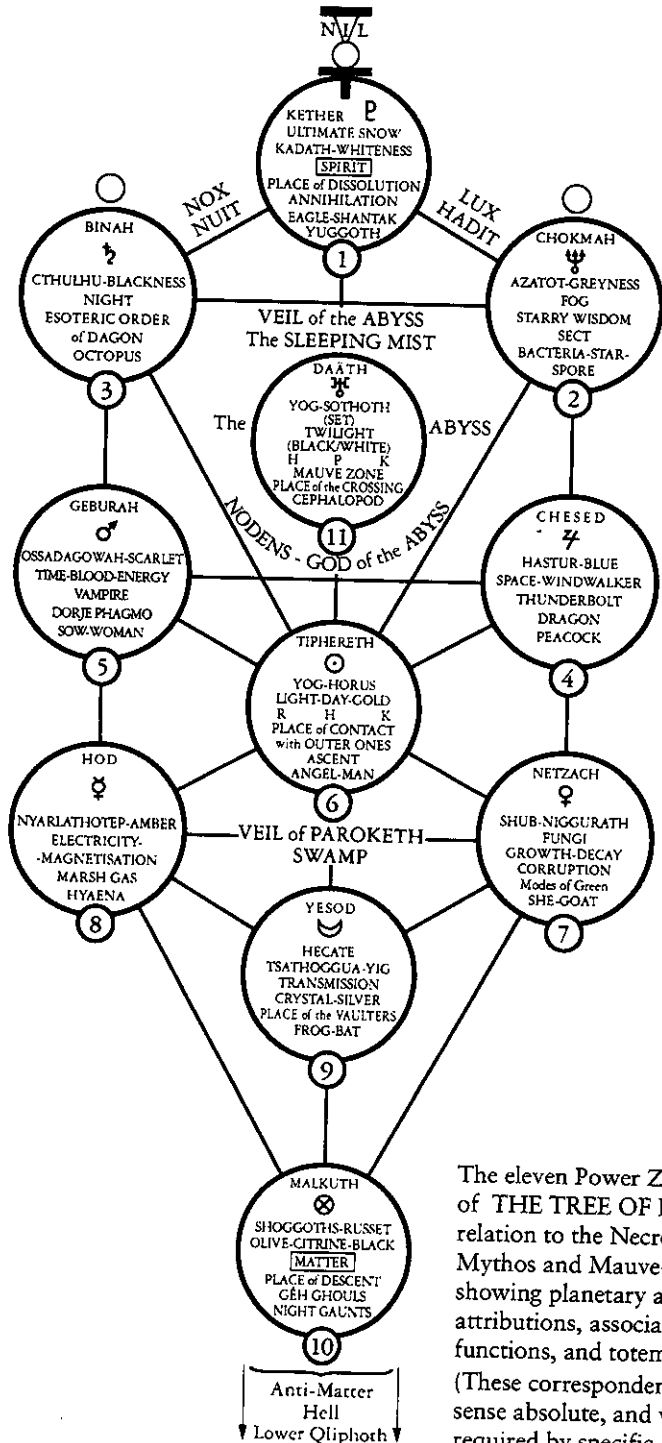 NIL
KETHER ♇
ULTIMATE SNOW
KADATH-WHITENESS
SPIRIT
PLACE of DISSOLUTION
ANNIHILATION
EAGLE-SHANTAK
YUGGOTH
1
NOX
NUIT
LUX
HADIT
BINAH
♄
CTHULHU-BLACKNESS
NIGHT
ESOTERIC ORDER
of DAGON
OCTOPUS
3
CHOKMAH
♆
AZATOT-GREYNESS
FOG
STARRY WISDOM
SECT
BACTERIA-STAR-
SPORE
2
VEIL of the ABYSS
The SLEEPING MIST
The ABYSS
DAÄTH
♅
YOG-SOTHOTH
(SET)
TWILIGHT
(BLACK/WHITE)
H P K
MAUVE ZONE
PLACE of the CROSSING
CEPHALOPOD
11
NODENS - GOD of the ABYSS
GEBURAH
♂
OSSADAGOWAH-SCARLET
TIME-BLOOD-ENERGY
VAMPIRE
DORJE PHAGMO
SOW-WOMAN
5
CHESED
♃
HASTUR-BLUE
SPACE-WINDWALKER
THUNDERBOLT
DRAGON
PEACOCK
4
TIPHERETH
☉
YOG-HORUS
LIGHT-DAY-GOLD
R H K
PLACE of CONTACT
with OUTER ONES
ASCENT
ANGEL-MAN
6
HOD
☿
NYARLATHOTEP-AMBER
ELECTRICITY-
-MAGNETISATION
MARSH GAS
HYAENA
8
NETZACH
♀
SHUB-NIGGURATH
FUNGI
GROWTH-DECAY
CORRUPTION
Modes of Green
SHE-GOAT
7
VEIL of PAROKETH
SWAMP
YESOD
HECATE
TSATHOGGUA-YIG
TRANSMISSION
CRYSTAL-SILVER
PLACE of the VAULTERS
FROG-BAT
9
MALKUTH
⊗
SHOGGOTHS-RUSSET
OLIVE-CITRINE-BLACK
MATTER
PLACE of DESCENT
GÊH GHOULS
NIGHT GAUNTS
10
Anti-Matter
Hell
Lower Qliphoth
The eleven Power Z
of THE TREE OF
relation to the Necr
Mythos and Mauve-
showing planetary a
attributions, associa
functions, and totem
(These corresponden
sense absolute, and
required by specific